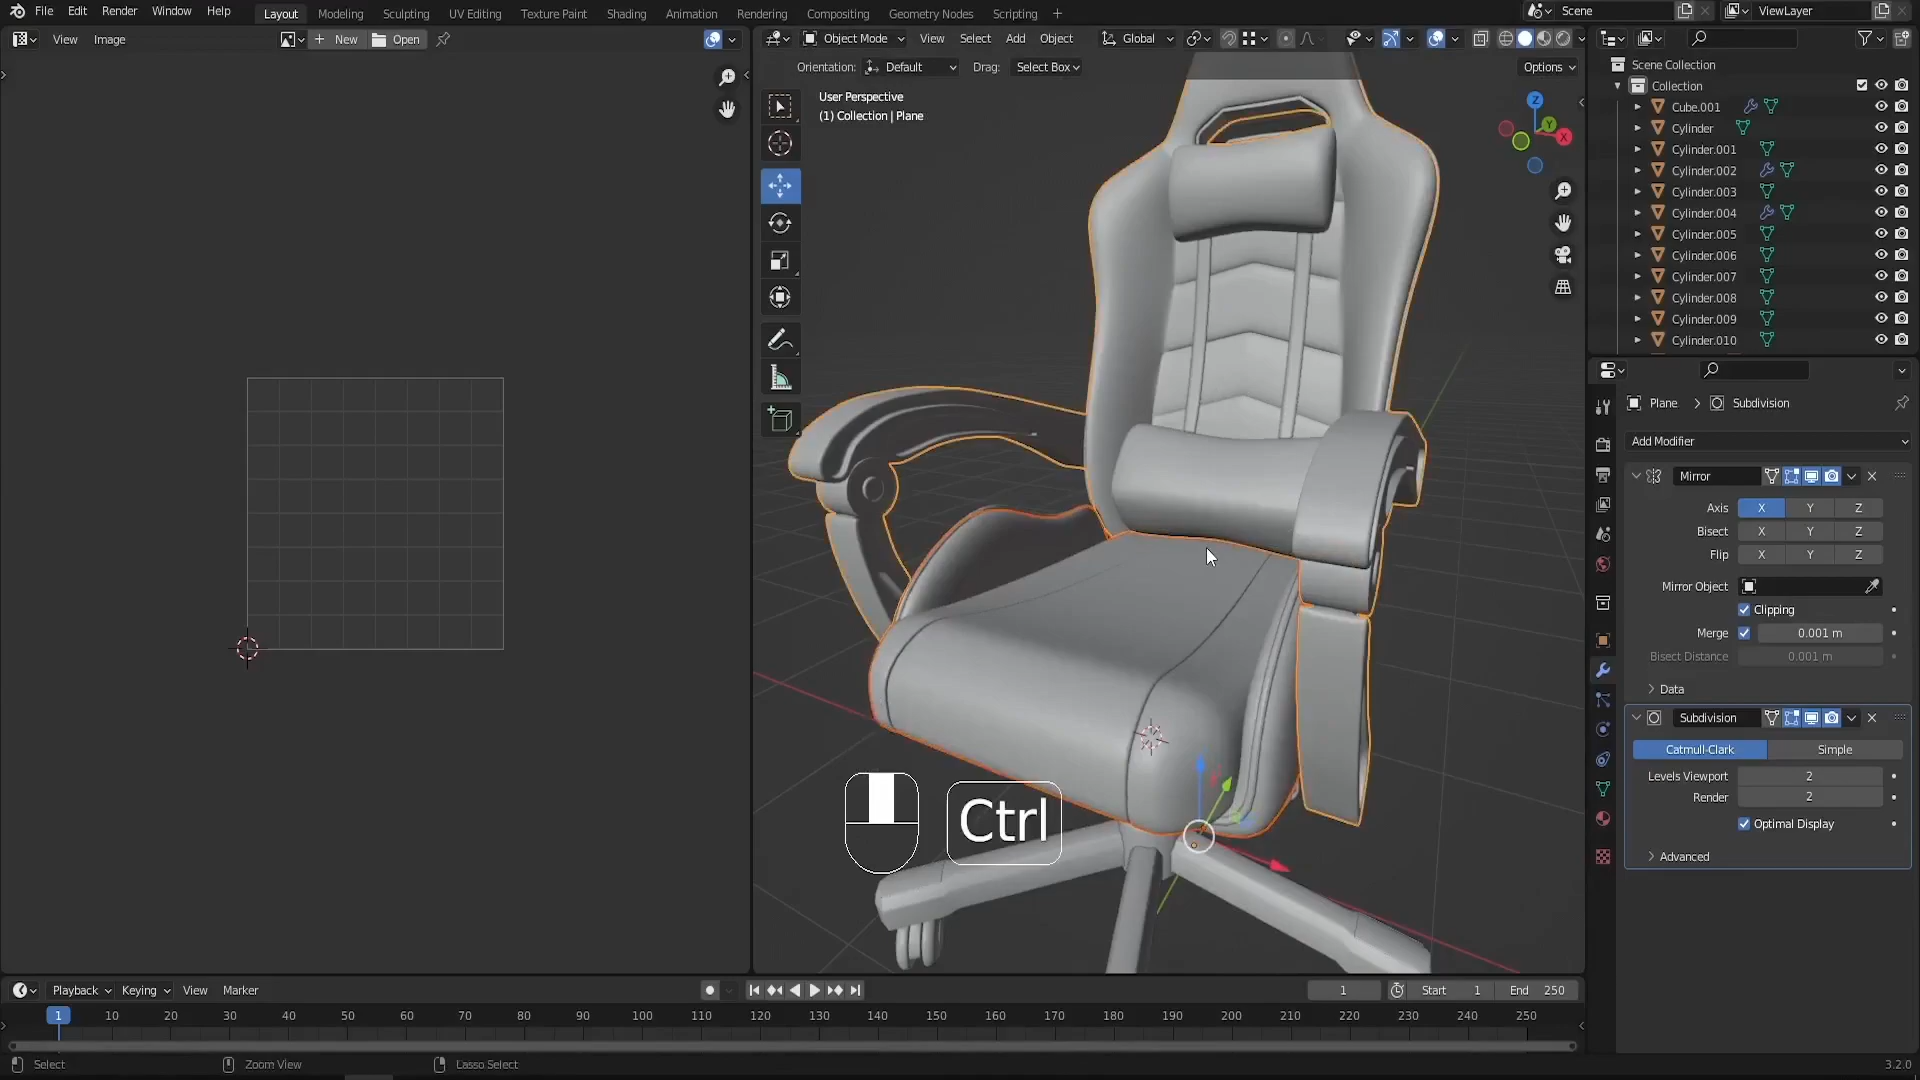 File Edit Render Window Help Layout Modeling Sculpting UV Editing Texture Paint Shading Animation Rendering Compositing Geometry Nodes Scripting + Scene ViewLayer
View Image + New Open Object Mode View Select Add Object Global
Orientation: Default Drag: Select Box Options
User Perspective
(1) Collection | Plane
Z
Y
X
Scene Collection
Collection
Cube.001
Cylinder
Cylinder.001
Cylinder.002
Cylinder.003
Cylinder.004
Cylinder.005
Cylinder.006
Cylinder.007
Cylinder.008
Cylinder.009
Cylinder.010
Plane > Subdivision
Add Modifier
Mirror
Axis X Y Z
Bisect X Y Z
Flip X Y Z
Mirror Object
Clipping
Merge 0.001 m
Bisect Distance 0.001 m
Data
Subdivision
Catmull-Clark Simple
Levels Viewport 2
Render 2
Optimal Display
Advanced
Ctrl
Playback Keying View Marker 1 Start 1 End 250
1 10 20 30 40 50 60 70 80 90 100 110 120 130 140 150 160 170 180 190 200 210 220 230 240 250
Select Zoom View Lasso Select 3.2.0